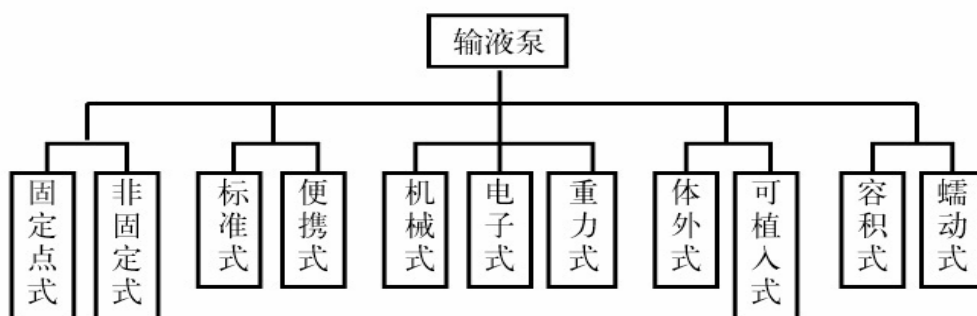 输液泵
固定点式
非固定式
标准式
便携式
机械式
电子式
重力式
体外式
可植入式
容积式
蠕动式